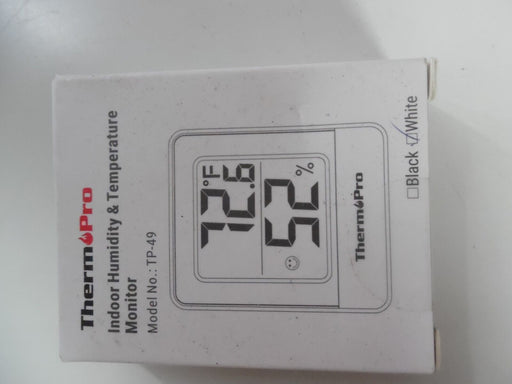 ThermoPro
Indoor Humidity & Temperature
Monitor
Model No.: TP-49
72.6°F
52%
ThermoPro
Black White